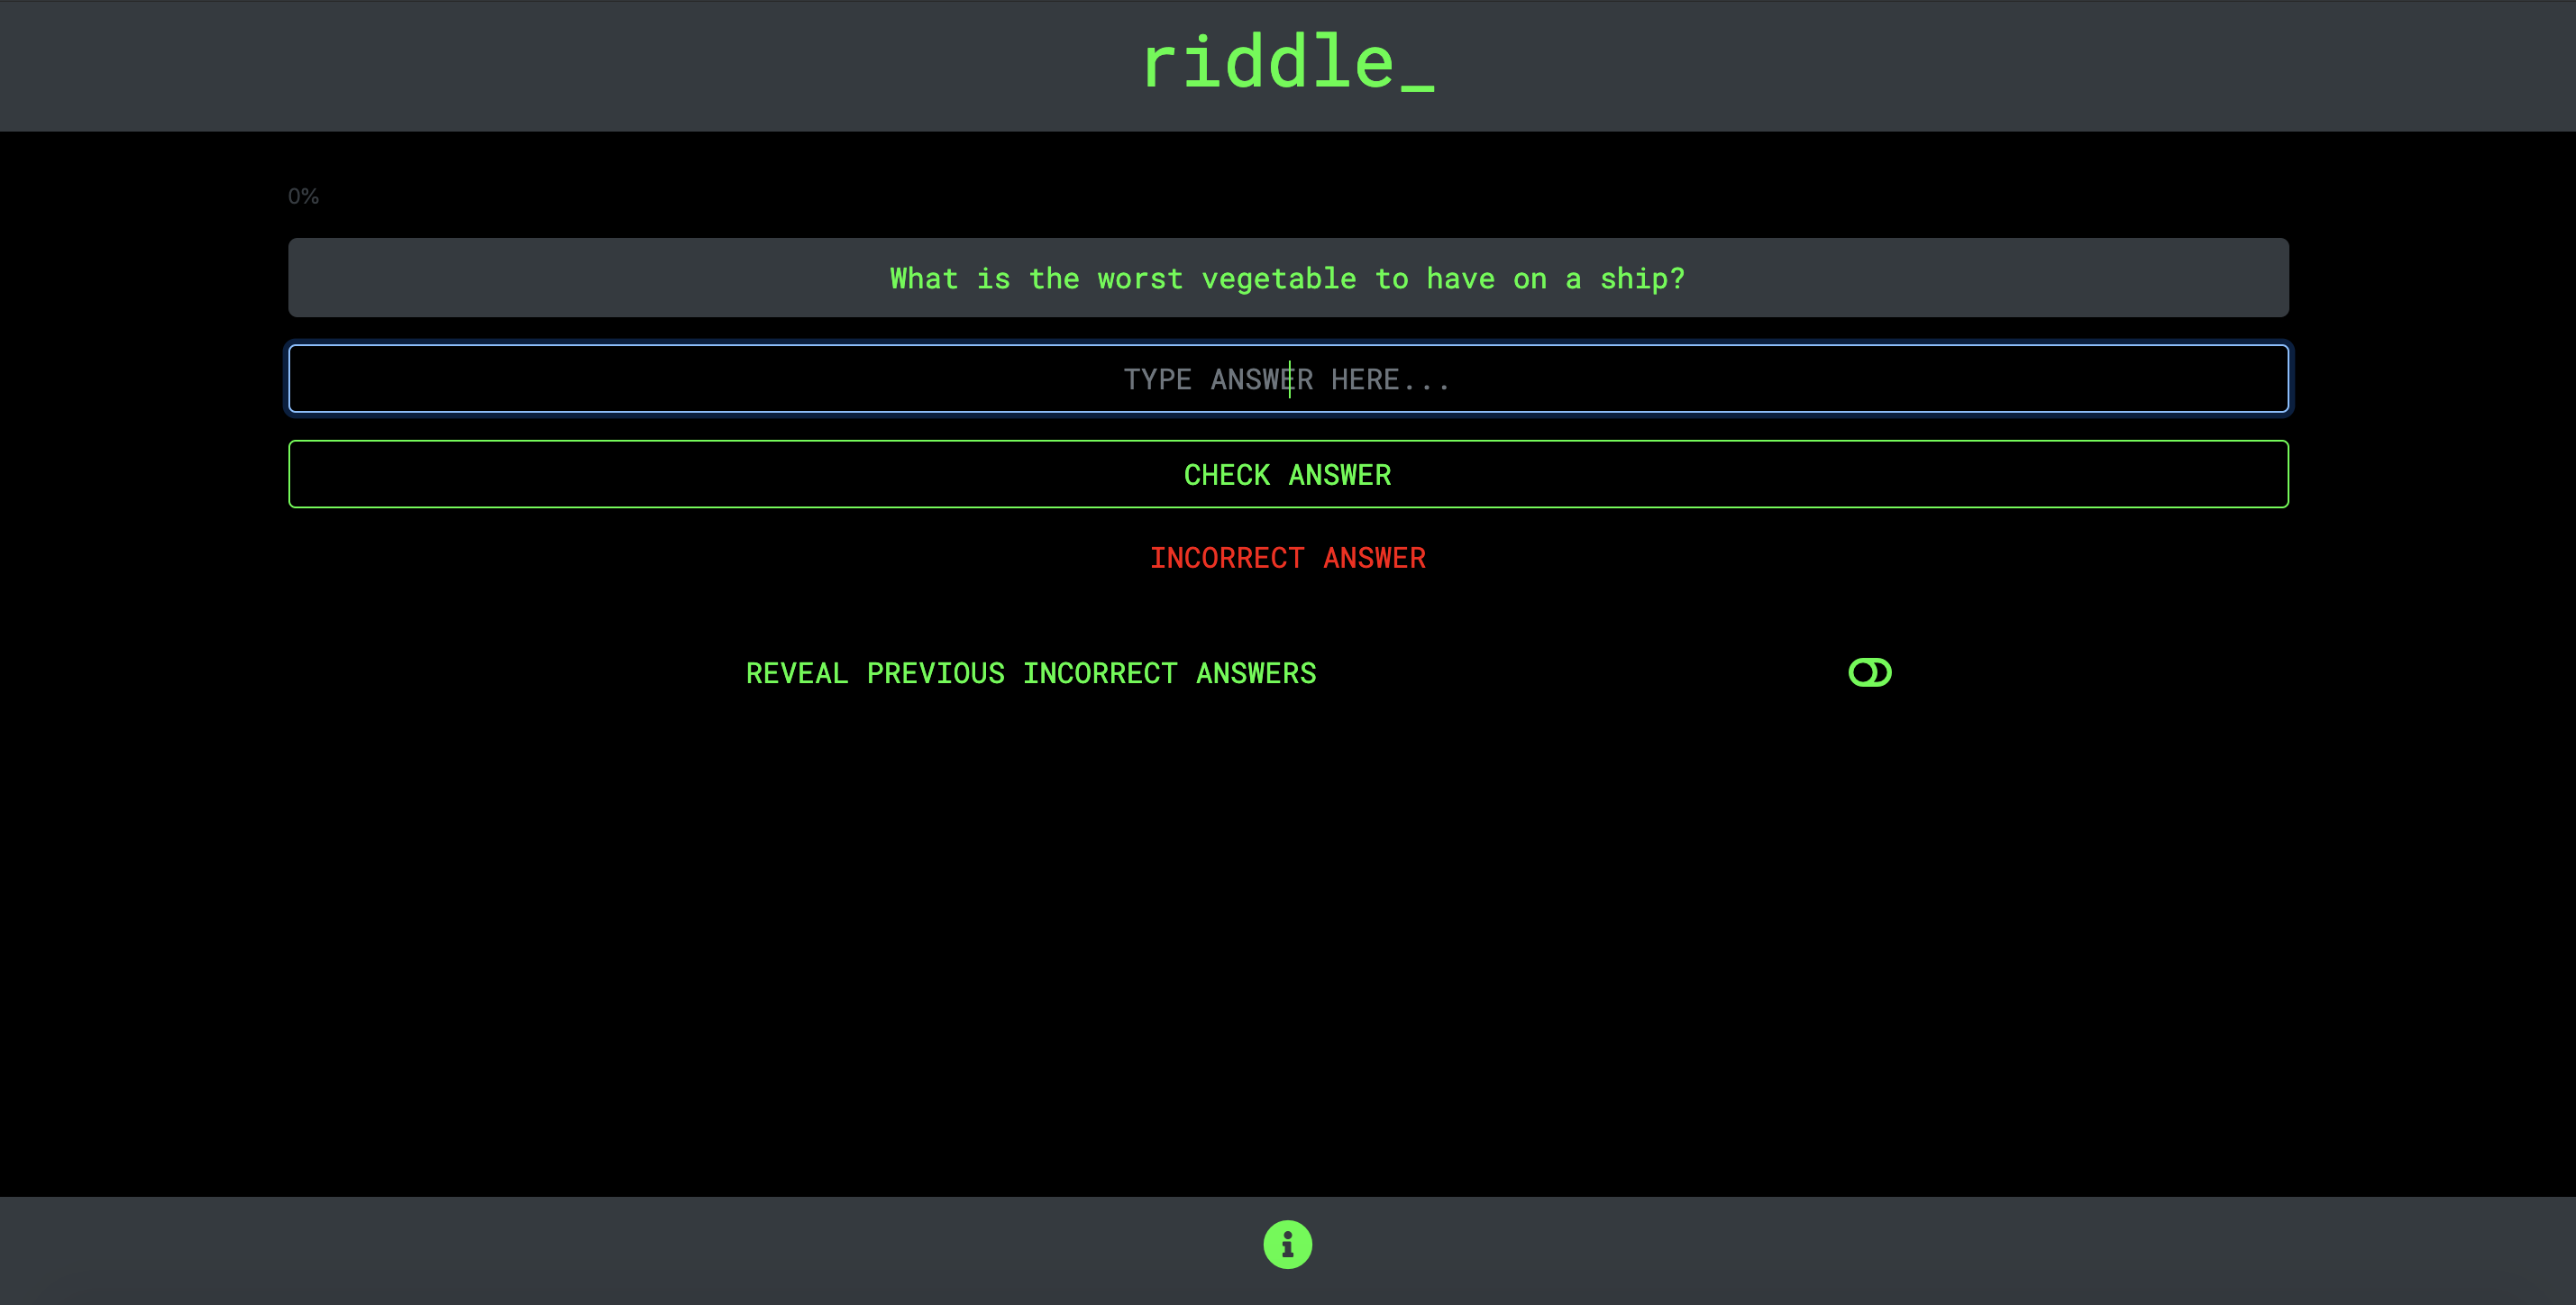 riddle_
0%
What is the worst vegetable to have on a ship?
TYPE ANSWER HERE...
CHECK ANSWER
INCORRECT ANSWER
REVEAL PREVIOUS INCORRECT ANSWERS
i